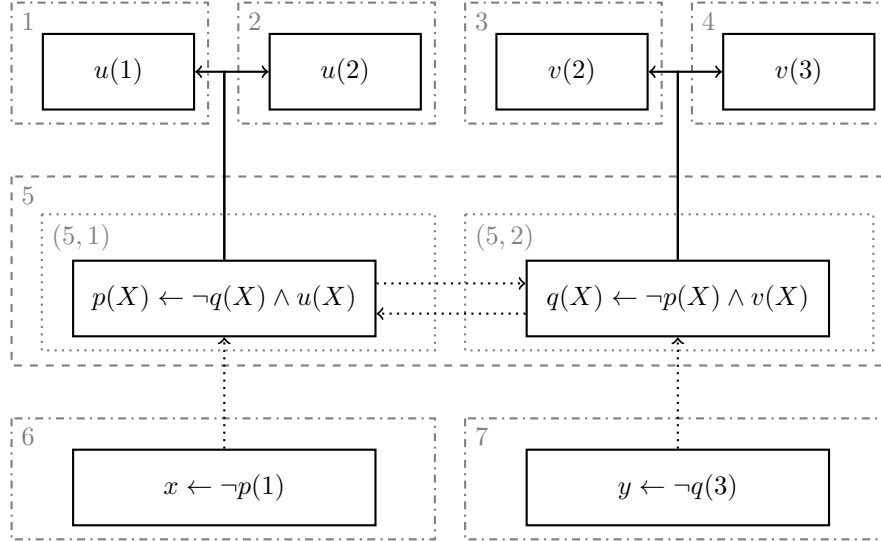 1 2 3 4
u(1) u(2) v(2) v(3)
5
(5, 1) (5, 2)
p(X) ← ¬q(X) ∧ u(X) q(X) ← ¬p(X) ∧ v(X)
6 7
x ← ¬p(1) y ← ¬q(3)